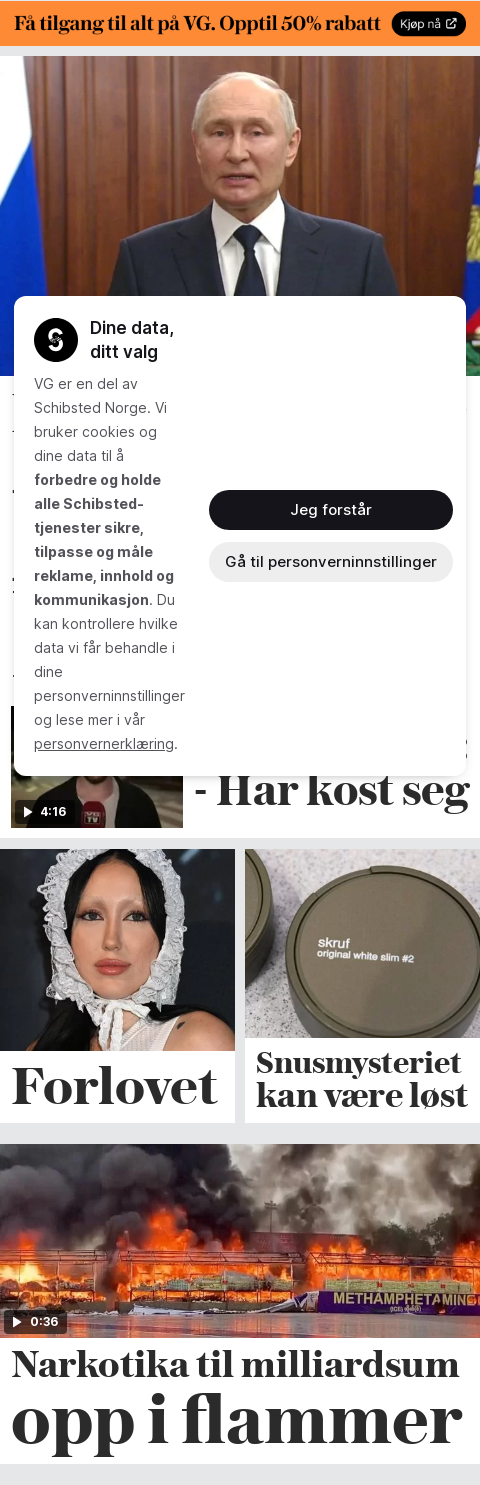 Få tilgang til alt på VG. Opptil 50% rabatt
Kjøp nå
Dine data,
ditt valg
VG er en del av
Schibsted Norge. Vi
bruker cookies og
dine data til å
forbedre og holde
alle Schibsted-
tjenester sikre,
tilpasse og måle
reklame, innhold og
kommunikasjon. Du
kan kontrollere hvilke
data vi får behandle i
dine
personverninnstillinger
og lese mer i vår
personvernerklæring.
Jeg forstår
Gå til personverninnstillinger
4:16
- Har kost seg
skruf
original white slim #2
Forlovet
Snusmysteriet
kan være løst
METHAMPHETAMINE
0:36
Narkotika til milliardsum
opp i flammer